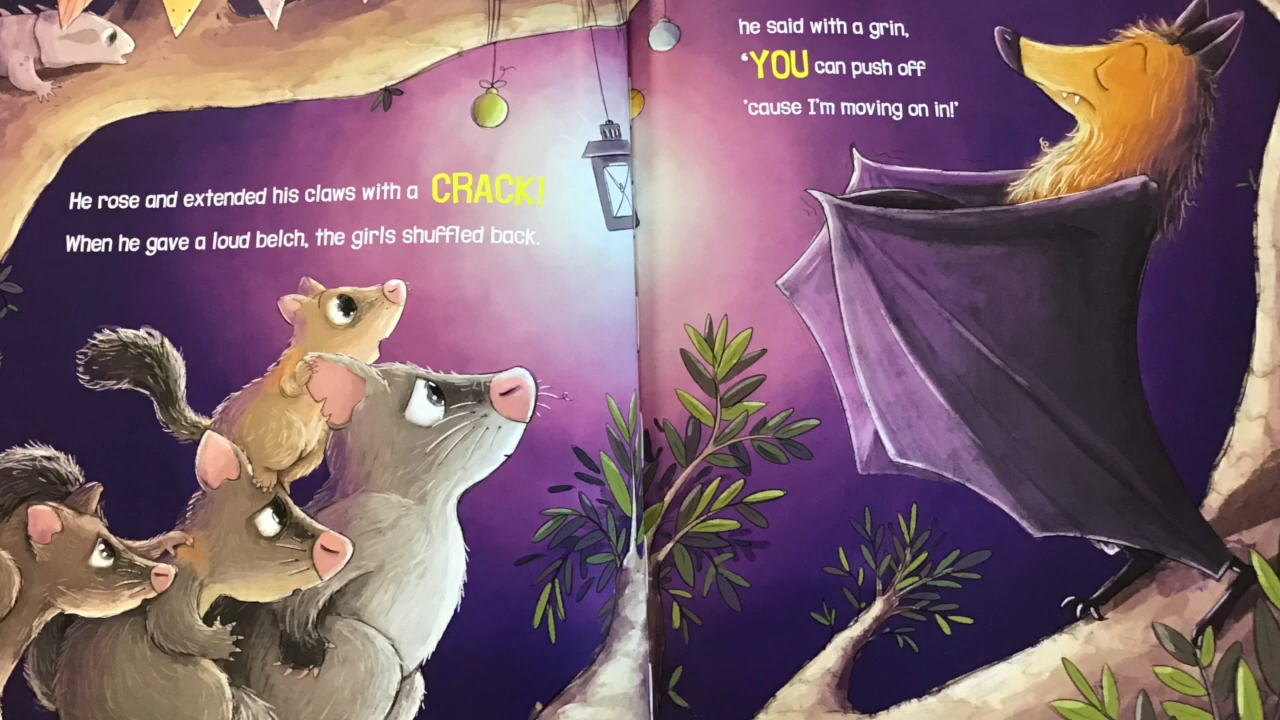 He rose and extended his claws with a CRACK!
When he gave a loud belch, the girls shuffled back.
he said with a grin,
‘YOU can push off
’cause I’m moving on in!’